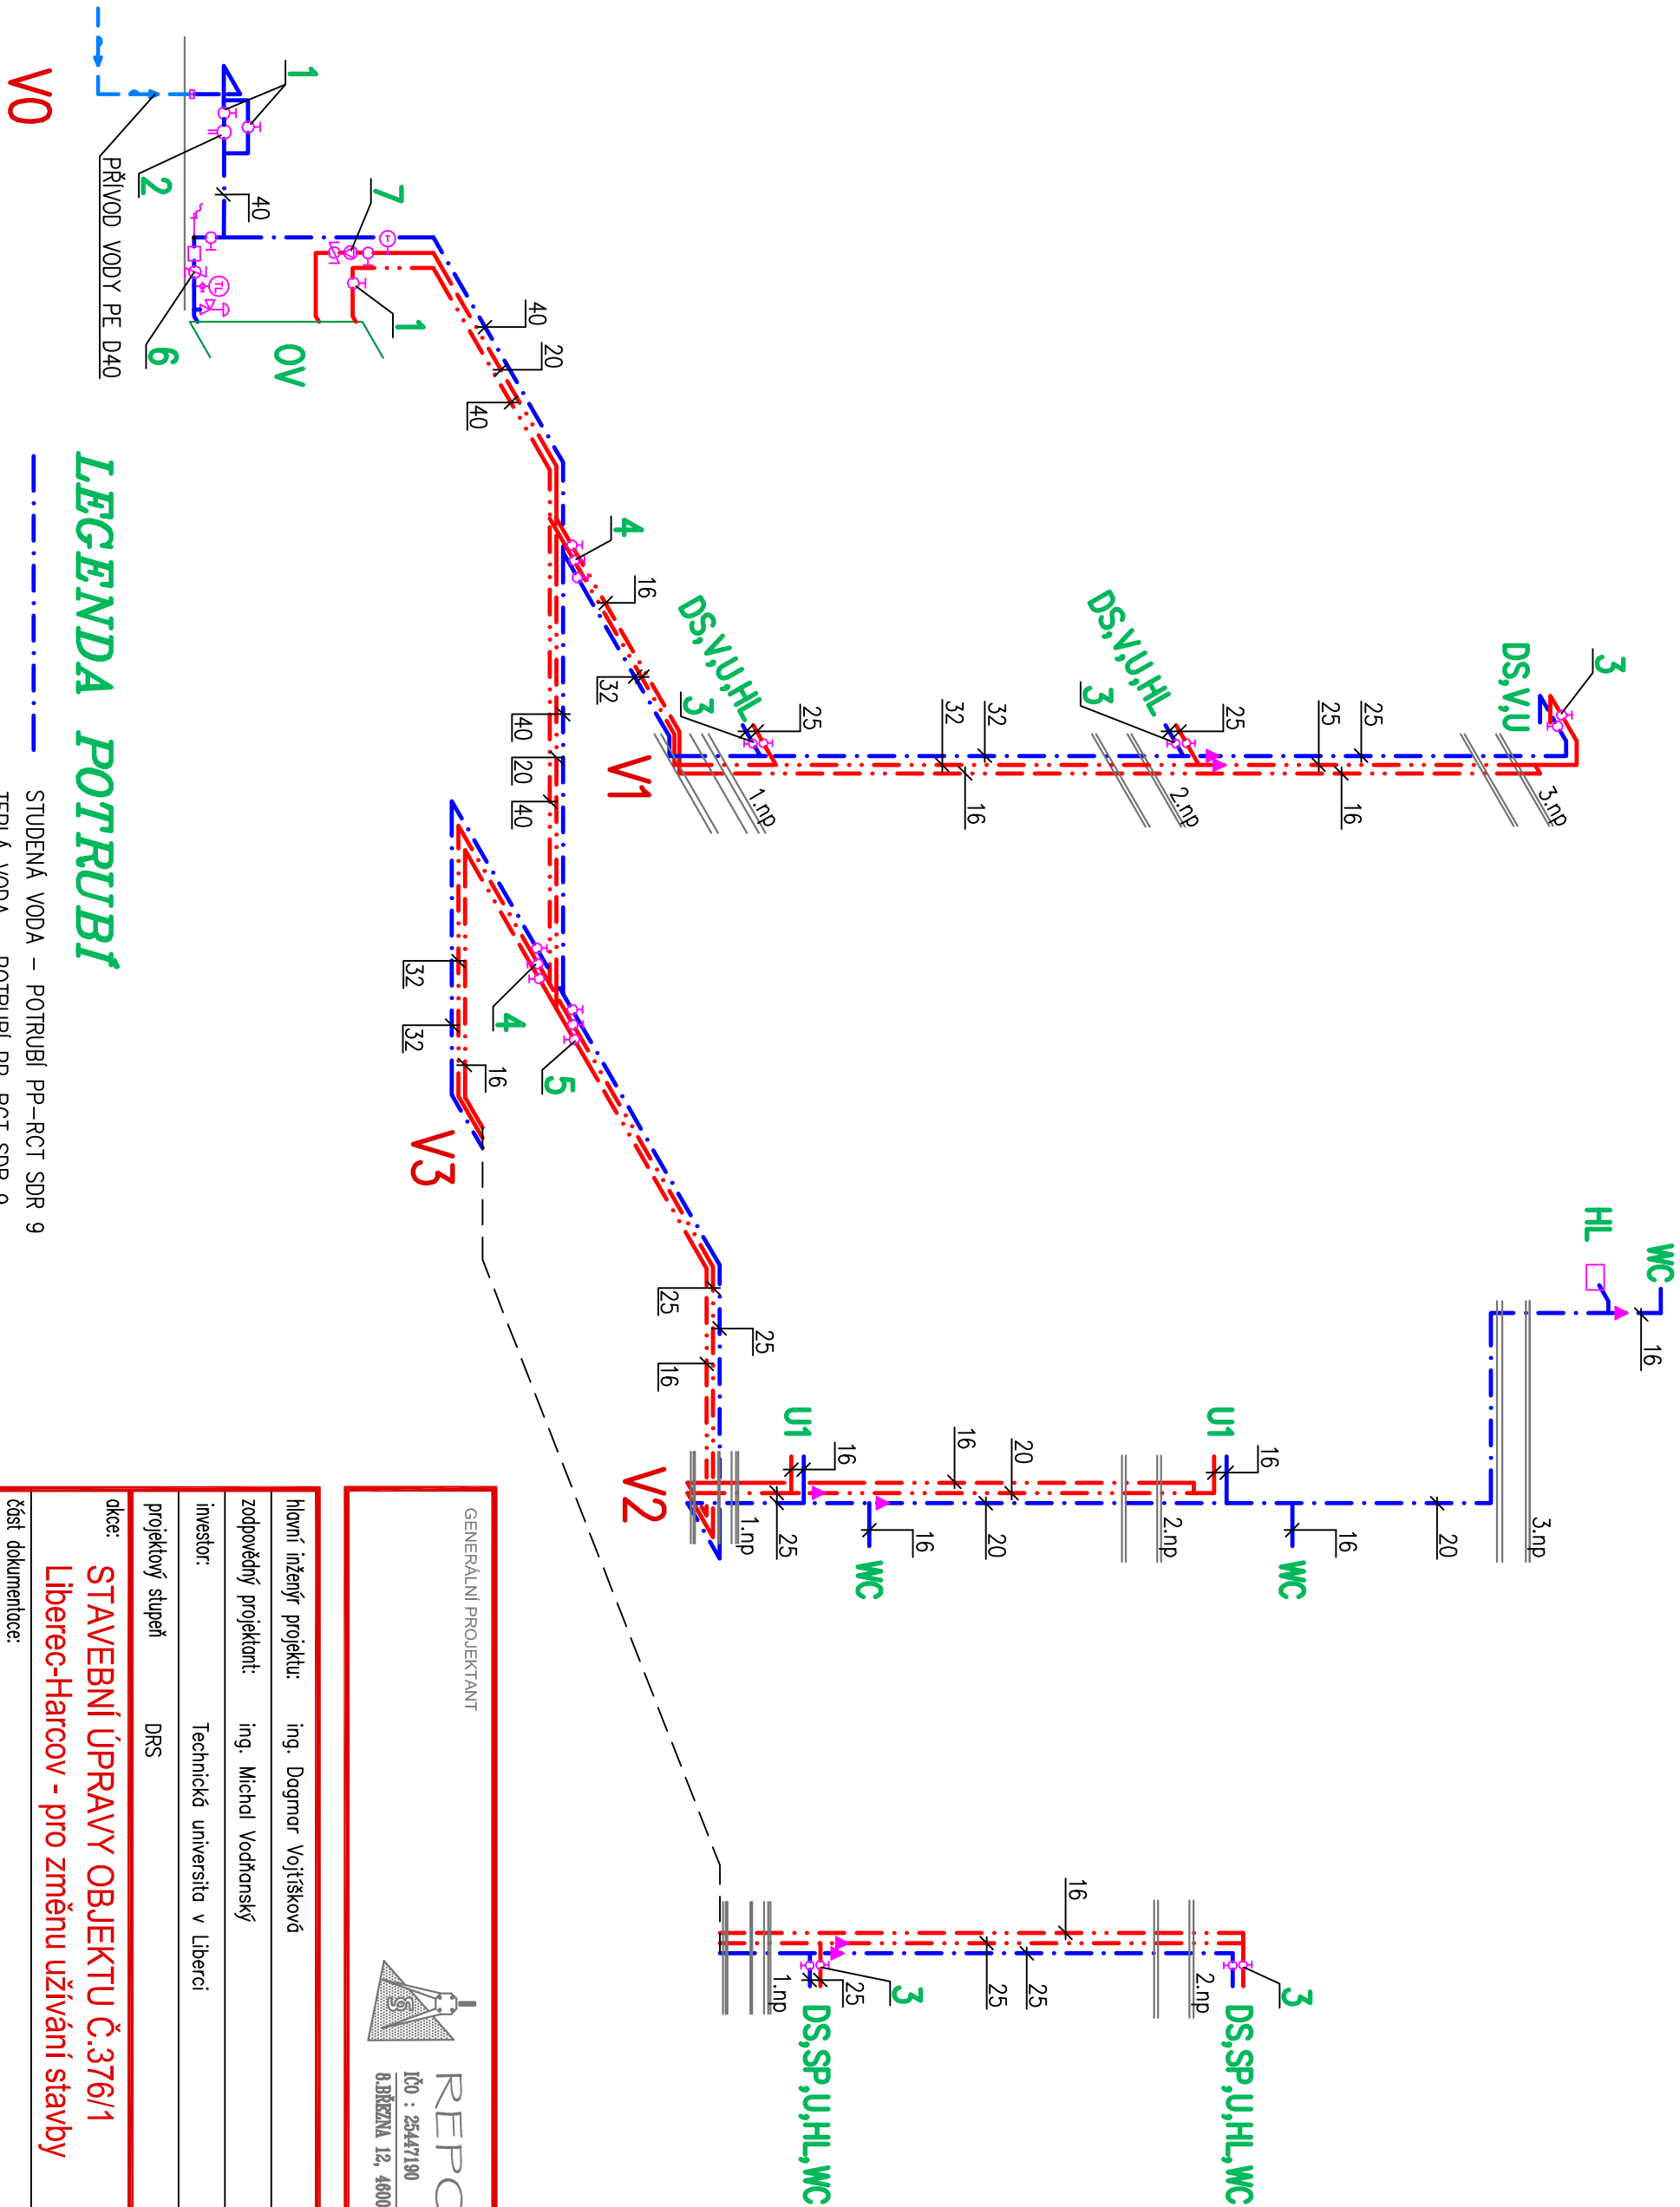 WC
HL
16
3
DS,V,U
3.np
3.np
25
25
16
20
16
WC
U1
16
2.np
DS,V,U,HL
3
25
2.np
3
DS,SP,U,HL,WC
2.np
32
32
16
16
20
20
16
WC
16
25
25
DS,V,U,HL
3
25
1.np
U1
16
25
1.np
3
25
1.np
DS,SP,U,HL,WC
V1
V2
4
16
32
40
20
40
25
25
16
40
20
40
5
4
32
32
16
V3
7
1
OV
1
2
40
6
PŘÍVOD VODY PE D40
V0
LEGENDA POTRUBÍ
STUDENÁ VODA – POTRUBÍ PP–RCT SDR 9
GENERÁLNÍ PROJEKTANT
REPO
IČO : 25447190
8.BŘEZNA 12, 4600
hlavní inženýr projektu: ing. Dagmar Vojtíšková
zodpovědný projektant: ing. Michal Vodňanský
investor: Technická universita v Liberci
projektový stupeň DRS
akce: STAVEBNÍ ÚPRAVY OBJEKTU Č.376/1
Liberec-Harcov - pro změnu užívání stavby
část dokumentace: